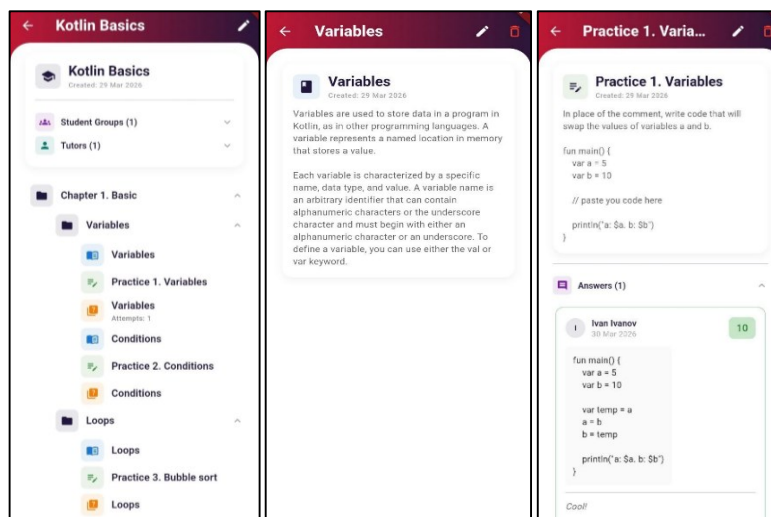 Kotlin Basics
Kotlin Basics
Created: 29 Mar 2026
Student Groups (1)
Tutors (1)
Chapter 1. Basic
Variables
Variables
Practice 1. Variables
Variables
Attempts: 1
Conditions
Practice 2. Conditions
Conditions
Loops
Loops
Practice 3. Bubble sort
Loops
Variables
Variables
Created: 29 Mar 2026
Variables are used to store data in a program in
Kotlin, as in other programming languages. A
variable represents a named location in memory
that stores a value.
Each variable is characterized by a specific
name, data type, and value. A variable name is
an arbitrary identifier that can contain
alphanumeric characters or the underscore
character and must begin with either an
alphanumeric character or an underscore. To
define a variable, you can use either the val or
var keyword.
Practice 1. Varia...
Practice 1. Variables
Created: 29 Mar 2026
In place of the comment, write code that will
swap the values of variables a and b.
fun main() {
var a = 5
var b = 10
// paste you code here
println("a: $a. b: $b")
}
Answers (1)
I
Ivan Ivanov
30 Mar 2026
10
fun main() {
var a = 5
var b = 10
var temp = a
a = b
b = temp
println("a: $a. b: $b")
}
Cool!